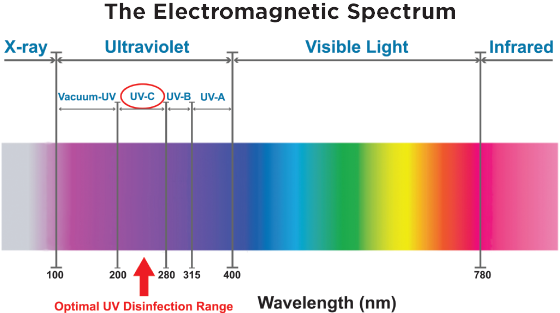 The Electromagnetic Spectrum
X-ray Ultraviolet Visible Light Infrared
Vacuum-UV UV-C UV-B UV-A
100 200 280 315 400 780
Optimal UV Disinfection Range Wavelength (nm)